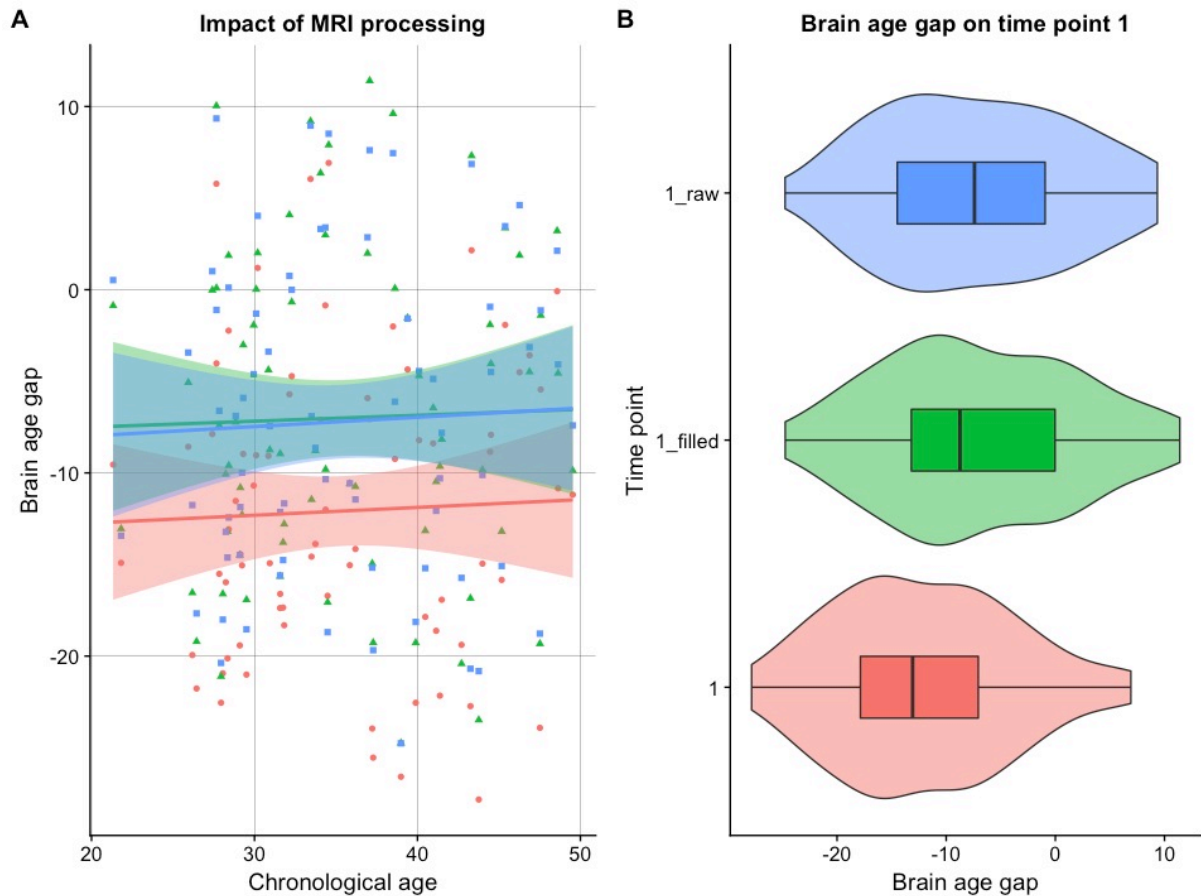 A
Impact of MRI processing
Brain age gap
10
0
-10
-20
20 30 40 50
Chronological age
B
Brain age gap on time point 1
Time point
1_raw
1_filled
1
-20 -10 0 10
Brain age gap